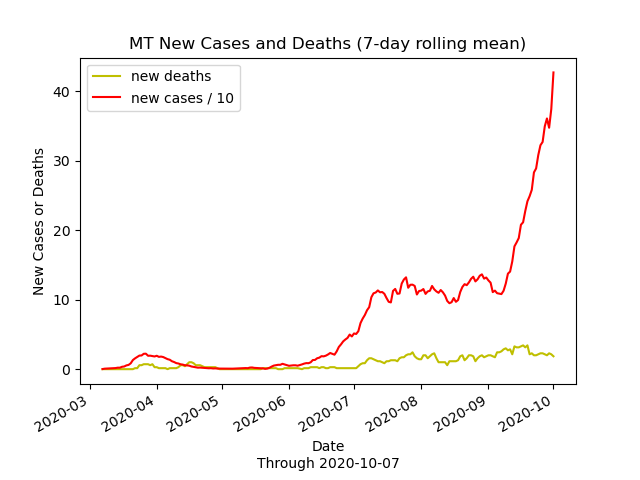 MT New Cases and Deaths (7-day rolling mean)
new deaths
new cases / 10
New Cases or Deaths
40
30
20
10
0
2020-03
2020-04
2020-05
2020-06
2020-07
2020-08
2020-09
2020-10
Date
Through 2020-10-07